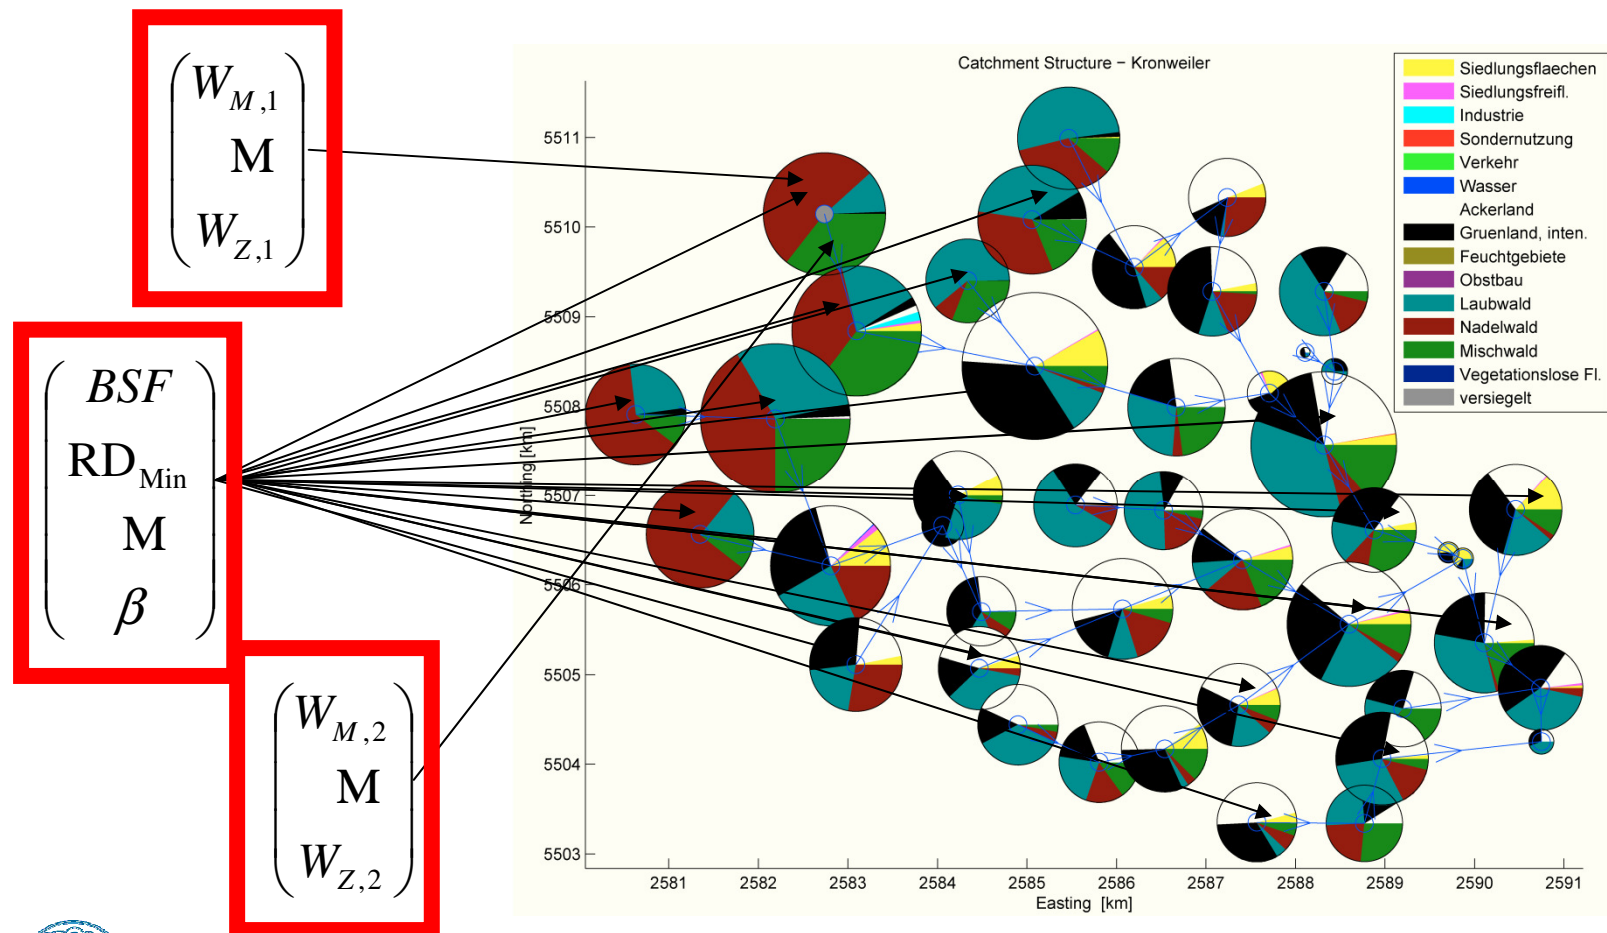 W_{M,1}
M
W_{Z,1}
BSF
RD_{Min}
M
β
W_{M,2}
M
W_{Z,2}
Catchment Structure − Kronweiler
Siedlungsflaechen
Siedlungsfreifl.
Industrie
Sondernutzung
Verkehr
Wasser
Ackerland
Gruenland, inten.
Feuchtgebiete
Obstbau
Laubwald
Nadelwald
Mischwald
Vegetationslose Fl.
versiegelt
Northing [km]
5511
5510
5509
5508
5507
5506
5505
5504
5503
2581 2582 2583 2584 2585 2586 2587 2588 2589 2590 2591
Easting [km]